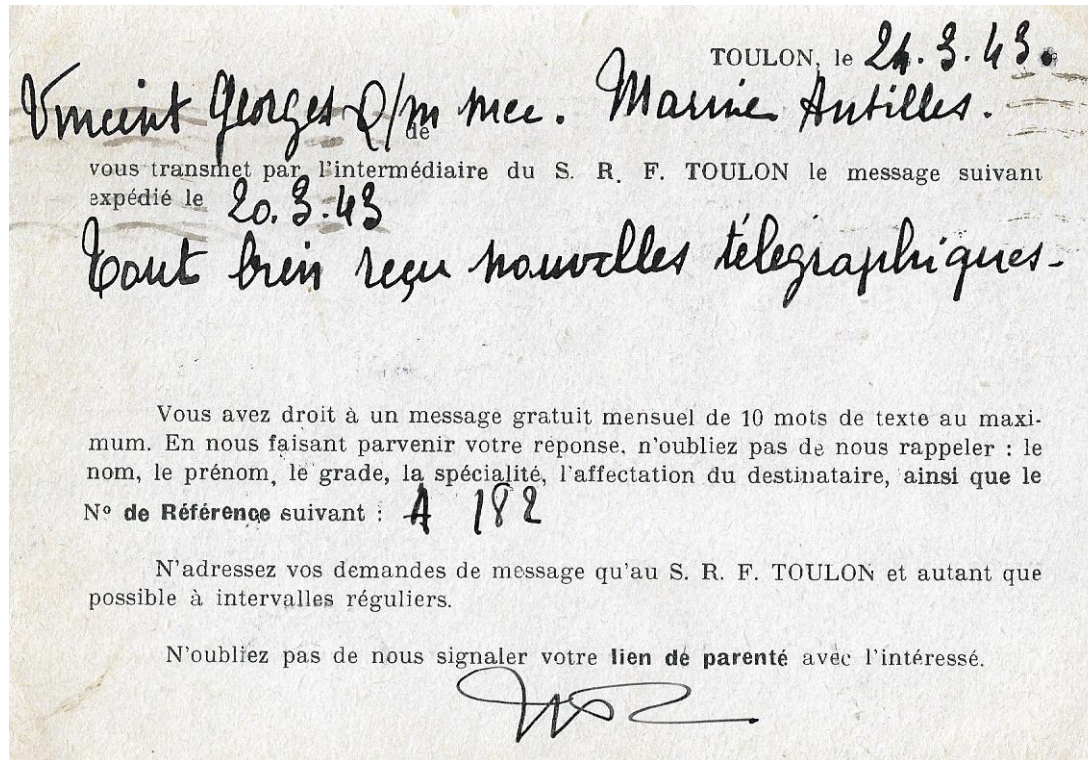 TOULON, le 24.3.43.
Vincent Georges Q/m mec. Marine Antilles.
de
vous transmet par l'intermédiaire du S. R. F. TOULON le message suivant
expédié le 20.3.43
Tout bien reçu nouvelles télégraphiques.
Vous avez droit à un message gratuit mensuel de 10 mots de texte au maxi-
mum. En nous faisant parvenir votre réponse, n'oubliez pas de nous rappeler : le
nom, le prénom, le grade, la spécialité, l'affectation du destinataire, ainsi que le
Nº de Référence suivant : A 182
N'adressez vos demandes de message qu'au S. R. F. TOULON et autant que
possible à intervalles réguliers.
N'oubliez pas de nous signaler votre lien de parenté avec l'intéressé.